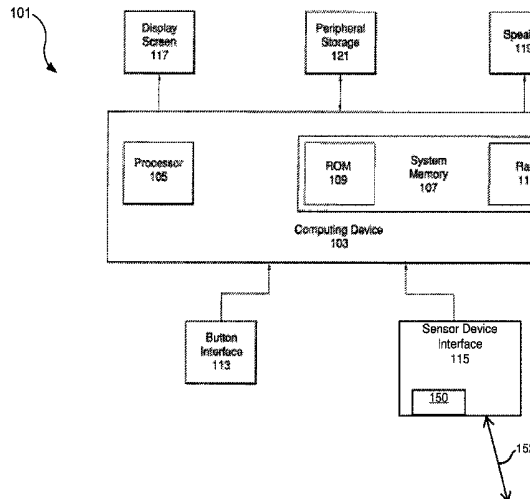 101
Display
Screen
117
Peripheral
Storage
121
Processor
105
ROM
109
System
Memory
107
Computing Device
103
Button
Interface
113
Sensor Device
Interface
115
150